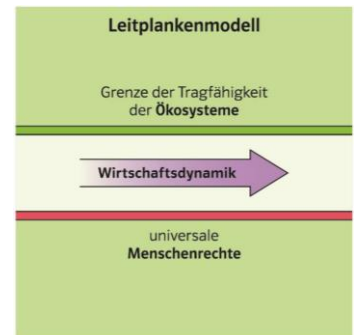 Leitplankenmodell
Grenze der Tragfähigkeit
der Ökosysteme
Wirtschaftsdynamik
universale
Menschenrechte